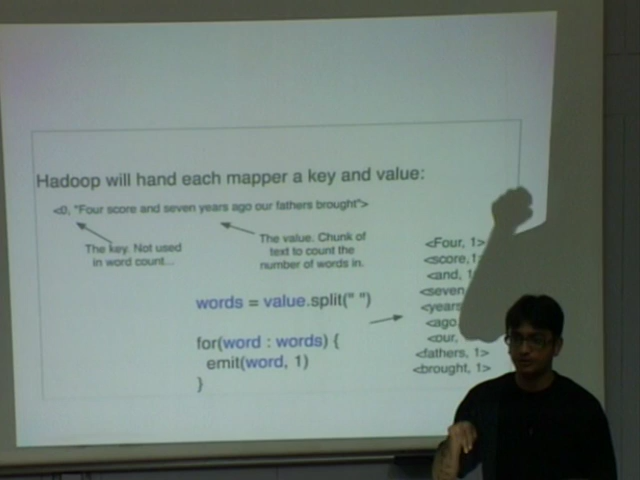 Hadoop will hand each mapper a key and value:
<0, "Four score and seven years ago our fathers brought">
The key. Not used
in word count...
The value. Chunk of
text to count the
number of words in.
words = value.split(" ")
for(word : words) {
emit(word, 1)
}
<Four, 1>
<score,1>
<and, 1
<seven,
<years
<ago,
<our,
<fathers, 1>
<brought, 1>